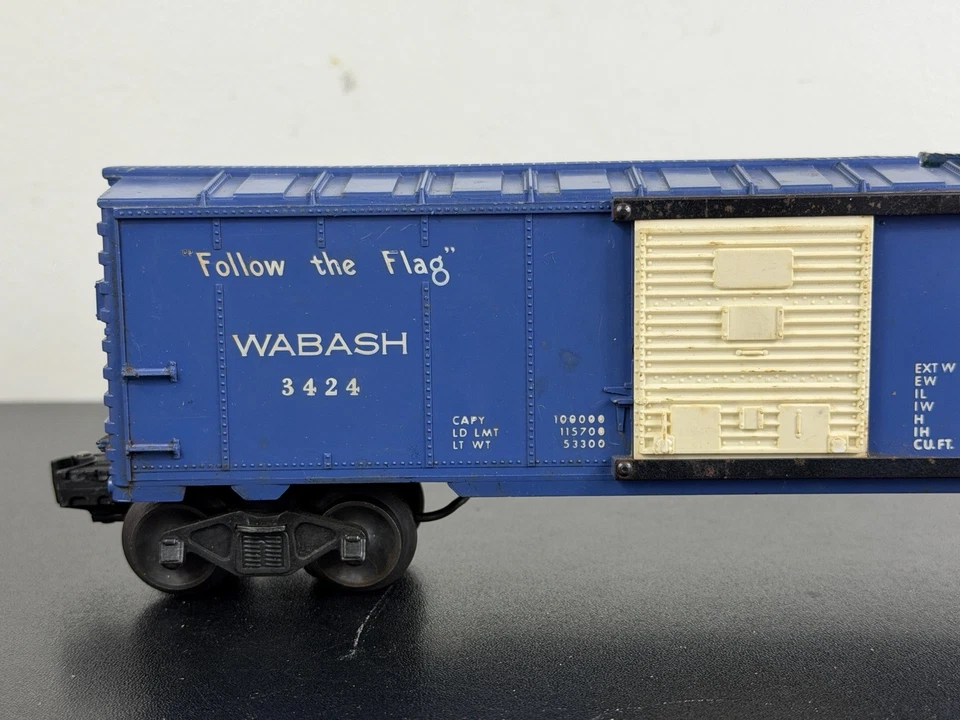 "Follow the Flag"
WABASH
3424
CAPY 100000
LD LMT 115700
LT WT 53300
EXT W
EW
IL
IW
H
IH
CU.FT.